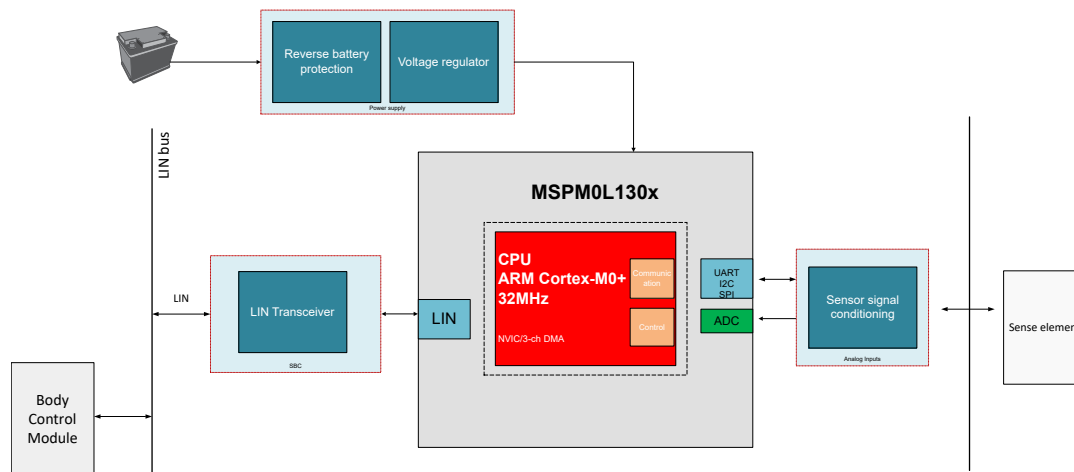 Reverse battery
protection
Voltage regulator
Power supply
LIN bus
MSPM0L130x
CPU
ARM Cortex-M0+
32MHz
NVIC/3-ch DMA
Communic
ation
Control
LIN
UART
I2C
SPI
ADC
LIN
LIN Transceiver
SBC
Sensor signal
conditioning
Analog Inputs
Sense elemen
Body
Control
Module